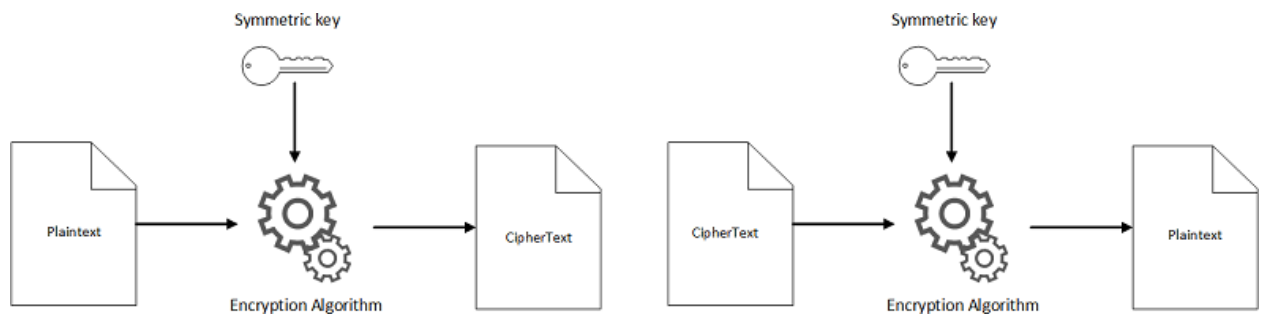 Symmetric key
Plaintext
CipherText
Encryption Algorithm
Symmetric key
CipherText
Plaintext
Encryption Algorithm